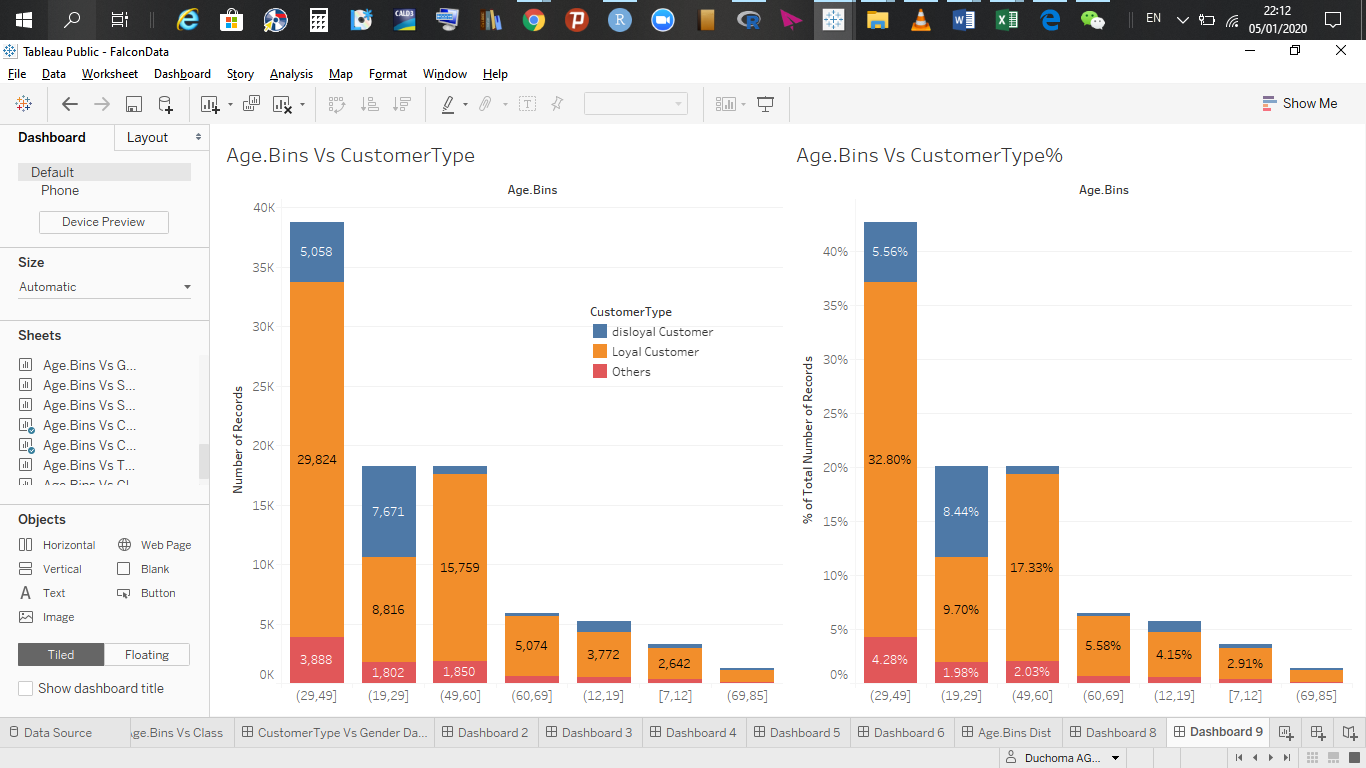 CALD3
EN
22:12
05/01/2020
Tableau Public - FalconData
File Data Worksheet Dashboard Story Analysis Map Format Window Help
Show Me
Dashboard
Layout
Default
Phone
Device Preview
Size
Automatic
Sheets
Age.Bins Vs G...
Age.Bins Vs S...
Age.Bins Vs S...
Age.Bins Vs C...
Age.Bins Vs C...
Age.Bins Vs T...
Objects
Horizontal Web Page
Vertical Blank
Text Button
Image
Tiled Floating
Show dashboard title
Age.Bins Vs CustomerType
Age.Bins
Number of Records
40K
35K
30K
25K
20K
15K
10K
5K
0K
5,058
29,824
3,888
7,671
8,816
1,802
15,759
1,850
5,074
3,772
2,642
(29,49] (19,29] (49,60] (60,69] (12,19] [7,12] (69,85]
CustomerType
disloyal Customer
Loyal Customer
Others
Age.Bins Vs CustomerType%
Age.Bins
% of Total Number of Records
40%
35%
30%
25%
20%
15%
10%
5%
0%
5.56%
32.80%
4.28%
8.44%
9.70%
1.98%
17.33%
2.03%
5.58%
4.15%
2.91%
(29,49] (19,29] (49,60] (60,69] (12,19] [7,12] (69,85]
Data Source ge.Bins Vs Class CustomerType Vs Gender Da... Dashboard 2 Dashboard 3 Dashboard 4 Dashboard 5 Dashboard 6 Age.Bins Dist Dashboard 8 Dashboard 9
Duchoma AG...